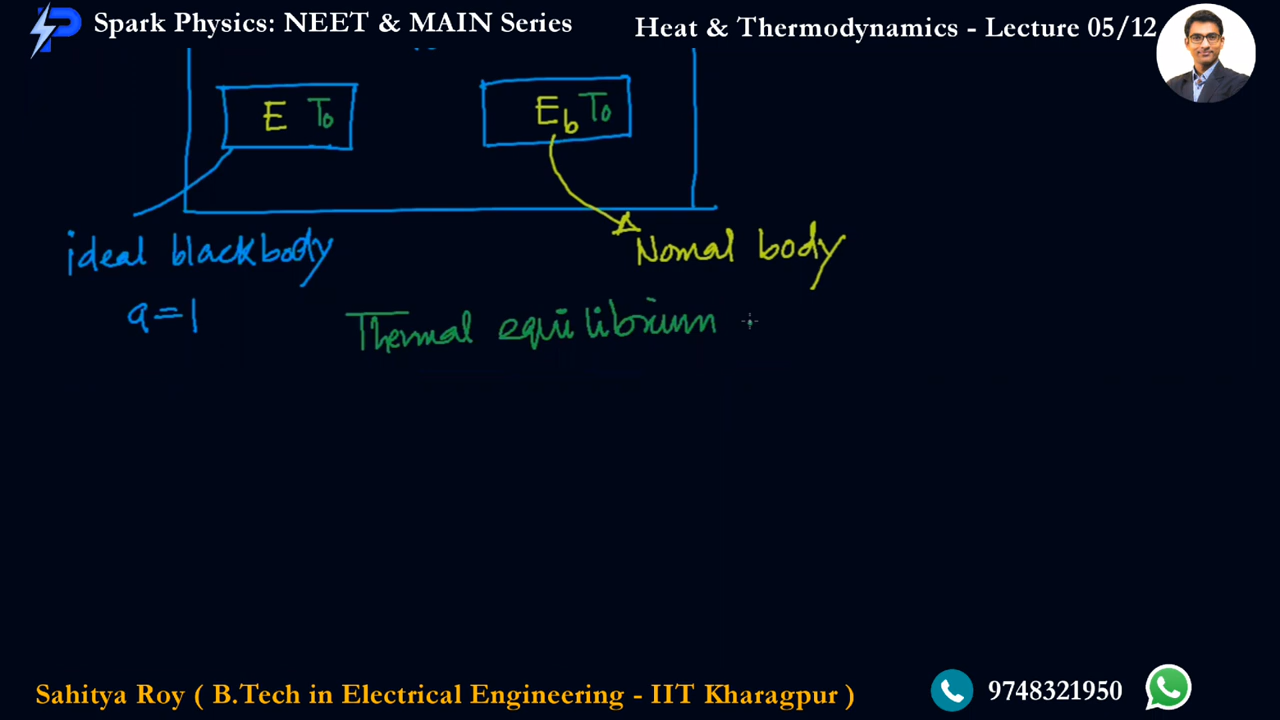 Spark Physics: NEET & MAIN Series
Heat & Thermodynamics - Lecture 05/12
E T₀
E_b T₀
ideal blackbody
Nomal body
a = 1
Thermal equilibrium
Sahitya Roy ( B.Tech in Electrical Engineering - IIT Kharagpur )
9748321950